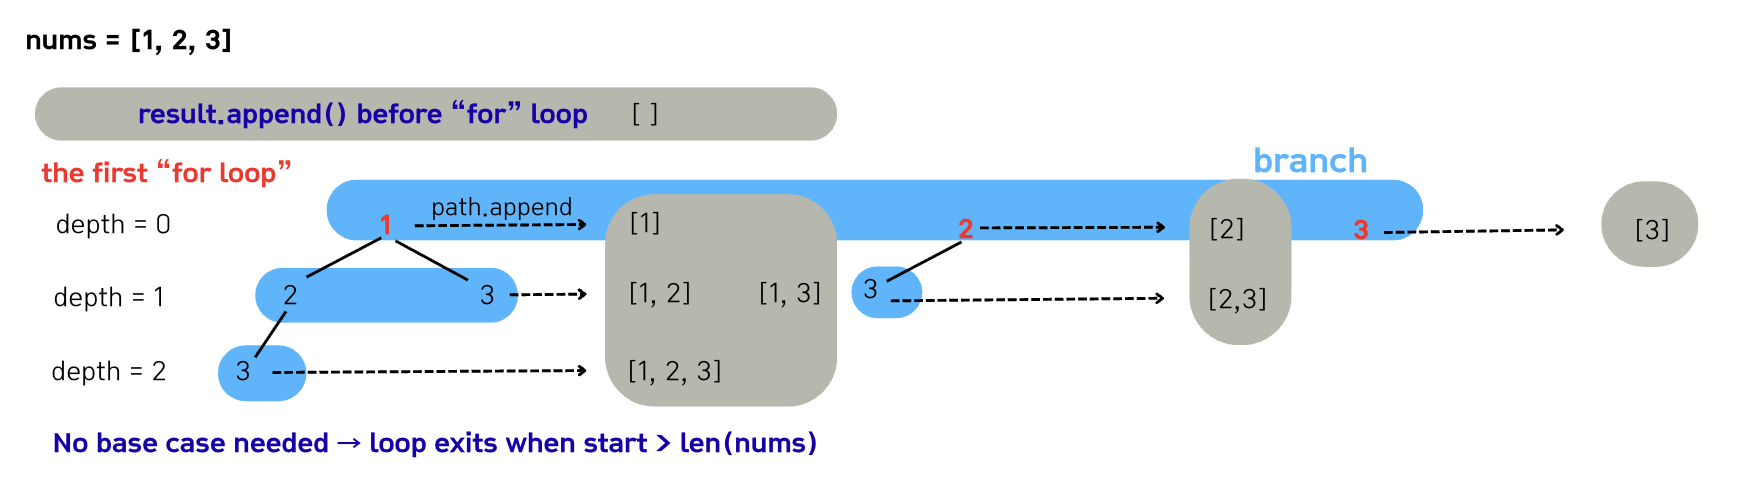 nums = [1, 2, 3]
result.append() before “for” loop [ ]
the first “for loop”
branch
depth = 0 1 path.append [1] 2 [2] 3 [3]
depth = 1 2 3 [1, 2] [1, 3] 3 [2,3]
depth = 2 3 [1, 2, 3]
No base case needed → loop exits when start > len(nums)